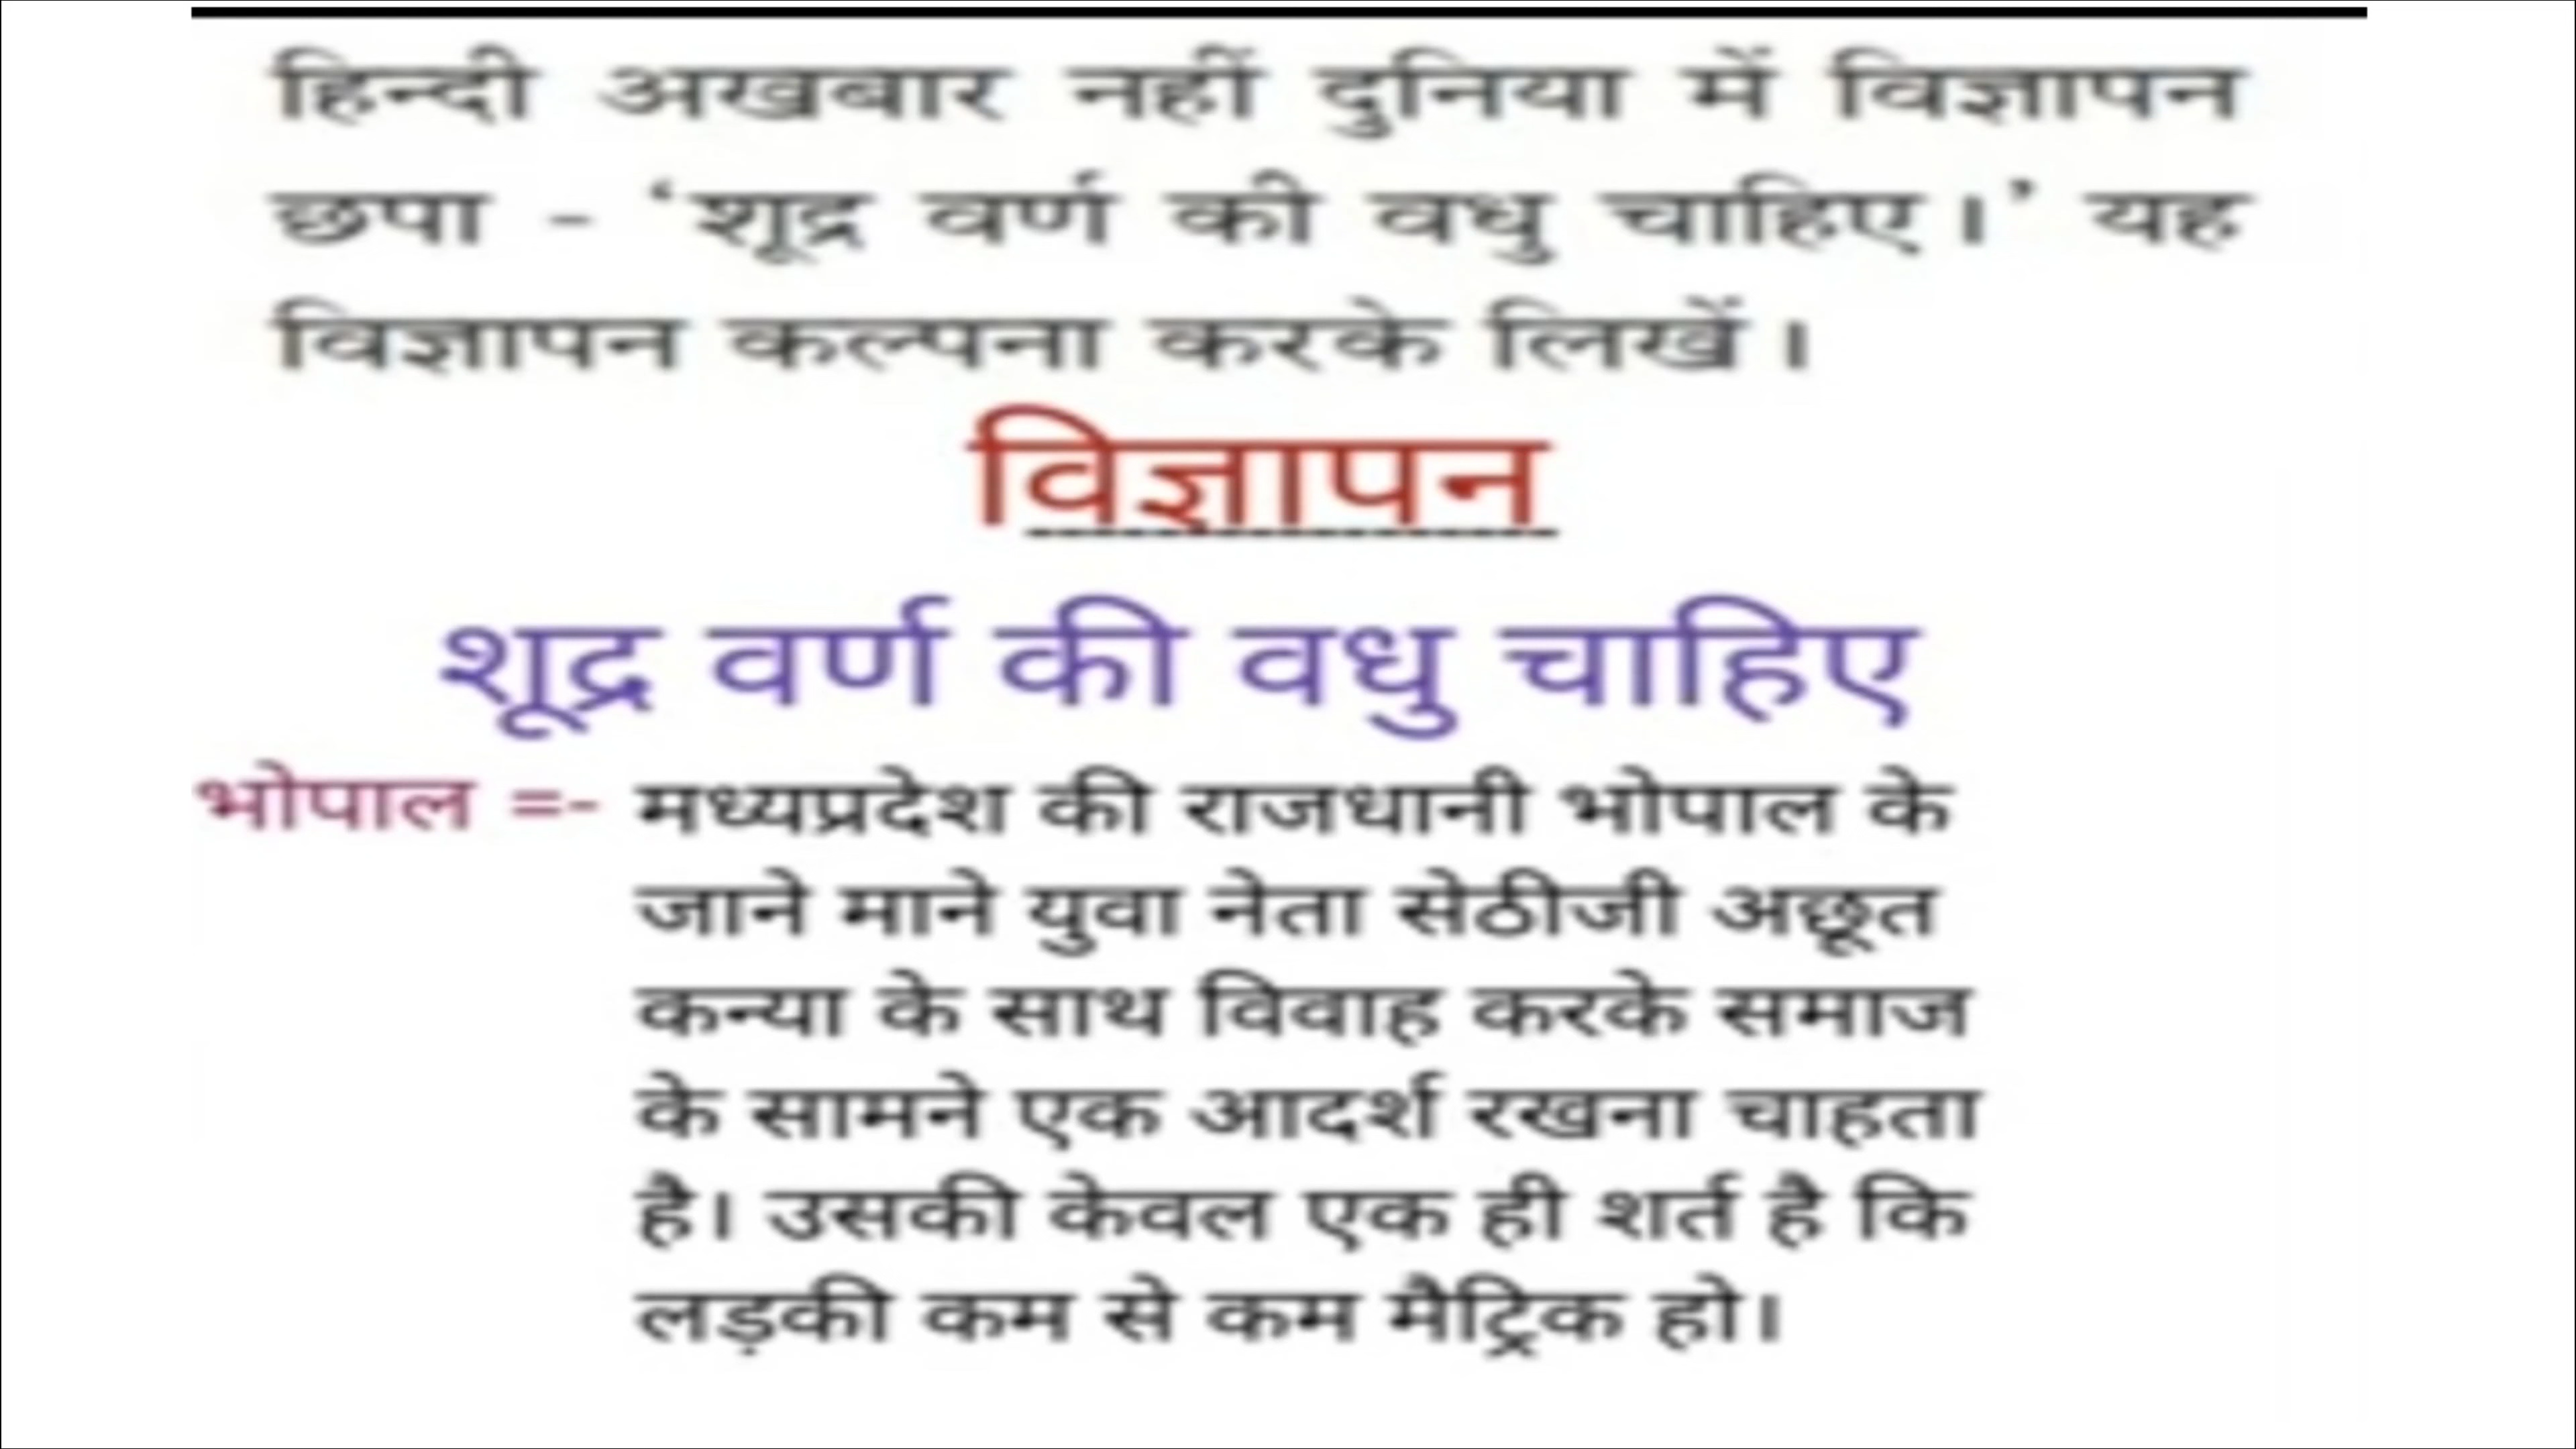 हिन्दी अखबार नहीं दुनिया में विज्ञापन
छपा - ‘शूद्र वर्ण की वधु चाहिए।’ यह
विज्ञापन कल्पना करके लिखें।
विज्ञापन
शूद्र वर्ण की वधु चाहिए
भोपाल =- मध्यप्रदेश की राजधानी भोपाल के
जाने माने युवा नेता सेठीजी अछूत
कन्या के साथ विवाह करके समाज
के सामने एक आदर्श रखना चाहता
है। उसकी केवल एक ही शर्त है कि
लड़की कम से कम मैट्रिक हो।